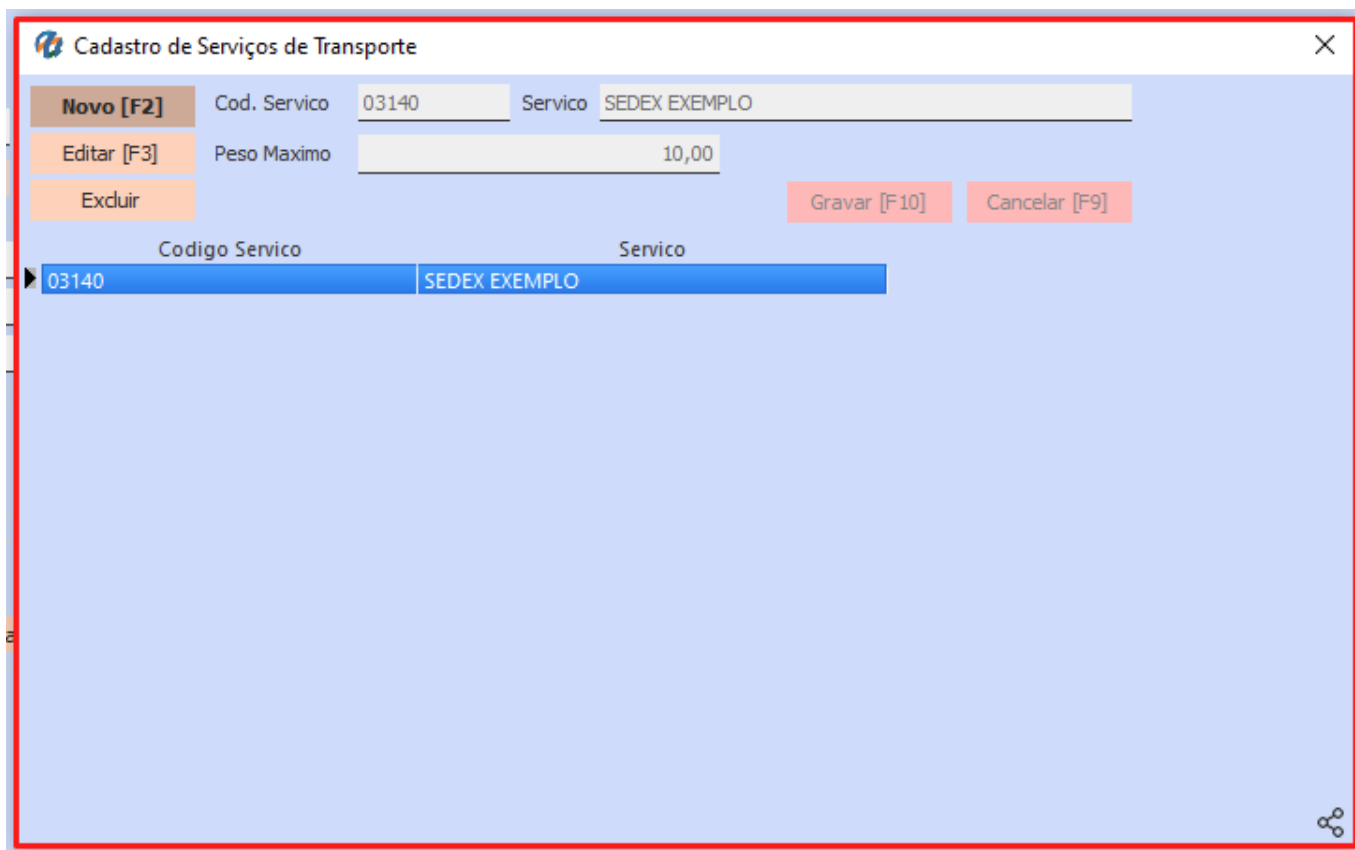 Cadastro de Serviços de Transporte
Novo [F2] Cod. Servico 03140 Servico SEDEX EXEMPLO
Editar [F3] Peso Maximo 10,00
Excluir Gravar [F10] Cancelar [F9]
Codigo Servico Servico
03140 SEDEX EXEMPLO